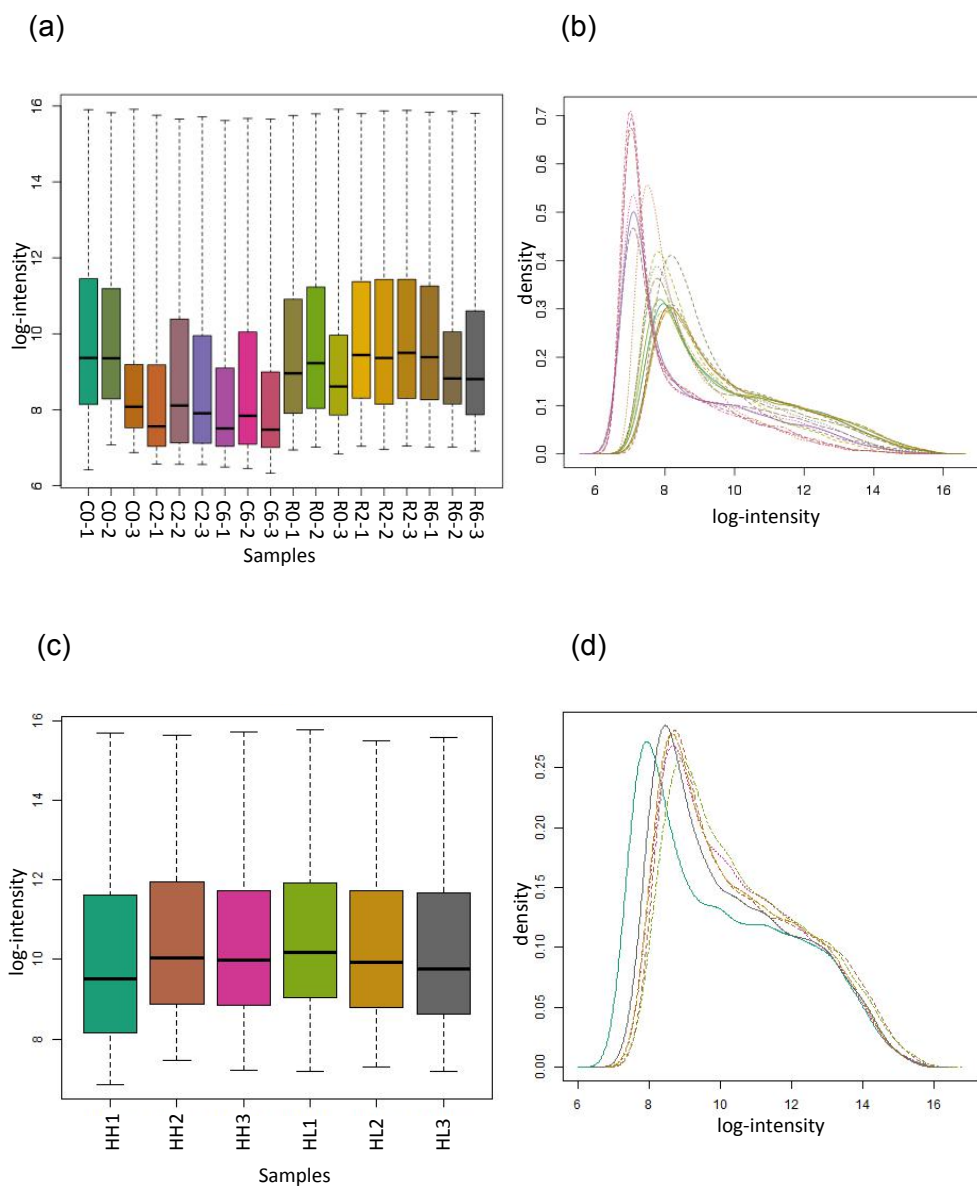 (a)
(b)
16
14
12
10
8
6
log-intensity
C0-1
C0-2
C0-3
C2-1
C2-2
C2-3
C6-1
C6-2
C6-3
R0-1
R0-2
R0-3
R2-1
R2-2
R2-3
R6-1
R6-2
R6-3
Samples
0.7
0.6
0.5
0.4
0.3
0.2
0.1
0.0
density
6 8 10 12 14 16
log-intensity
(c)
(d)
16
14
12
10
8
log-intensity
HH1
HH2
HH3
HL1
HL2
HL3
Samples
0.25
0.20
0.15
0.10
0.05
0.00
density
6 8 10 12 14 16
log-intensity